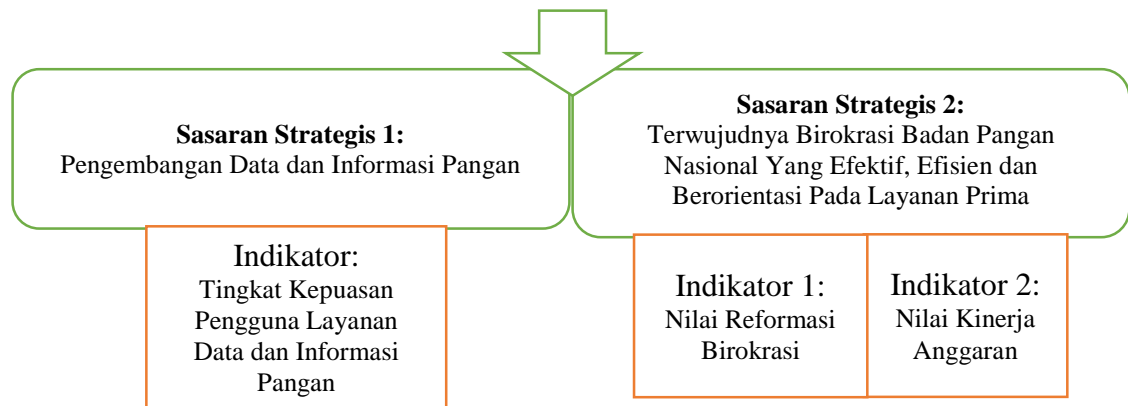 Sasaran Strategis 1:
Pengembangan Data dan Informasi Pangan
Sasaran Strategis 2:
Terwujudnya Birokrasi Badan Pangan
Nasional Yang Efektif, Efisien dan
Berorientasi Pada Layanan Prima
Indikator:
Tingkat Kepuasan
Pengguna Layanan
Data dan Informasi
Pangan
Indikator 1:
Nilai Reformasi
Birokrasi
Indikator 2:
Nilai Kinerja
Anggaran